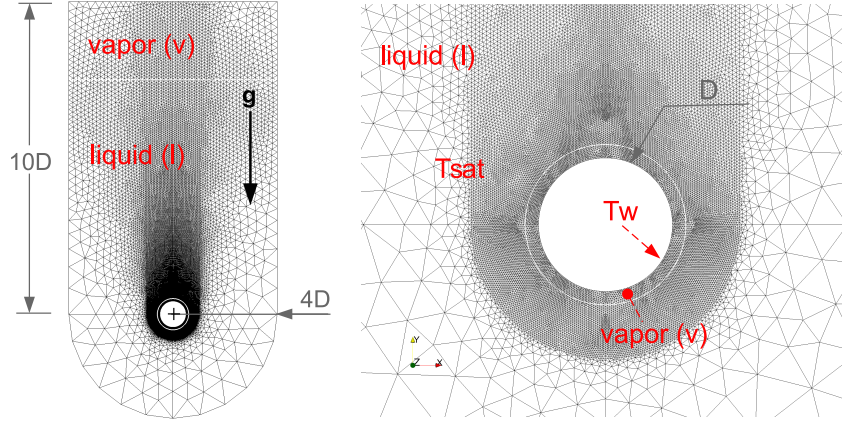 vapor (v)
g
10D
liquid (l)
4D
liquid (l)
D
Tsat
Tw
vapor (v)
Y
Z
X